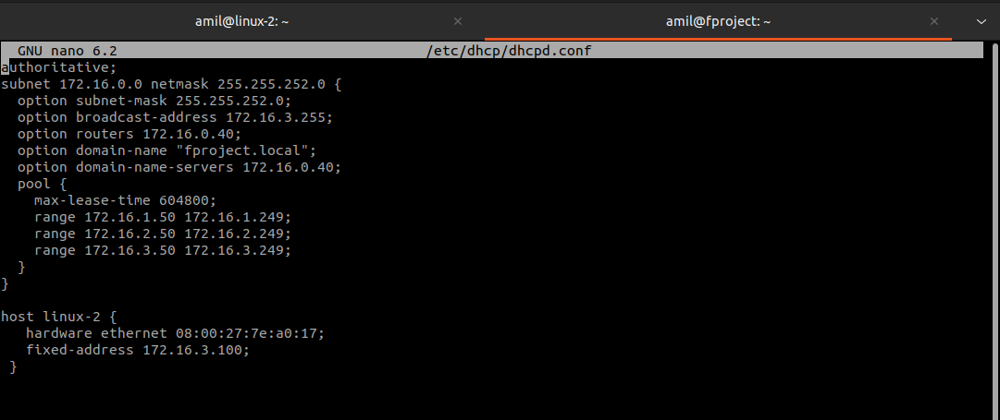 amil@linux-2: ~ × amil@fproject: ~ ×
GNU nano 6.2 /etc/dhcp/dhcpd.conf
authoritative;
subnet 172.16.0.0 netmask 255.255.252.0 {
  option subnet-mask 255.255.252.0;
  option broadcast-address 172.16.3.255;
  option routers 172.16.0.40;
  option domain-name "fproject.local";
  option domain-name-servers 172.16.0.40;
  pool {
    max-lease-time 604800;
    range 172.16.1.50 172.16.1.249;
    range 172.16.2.50 172.16.2.249;
    range 172.16.3.50 172.16.3.249;
  }
}

host linux-2 {
   hardware ethernet 08:00:27:7e:a0:17;
   fixed-address 172.16.3.100;
 }